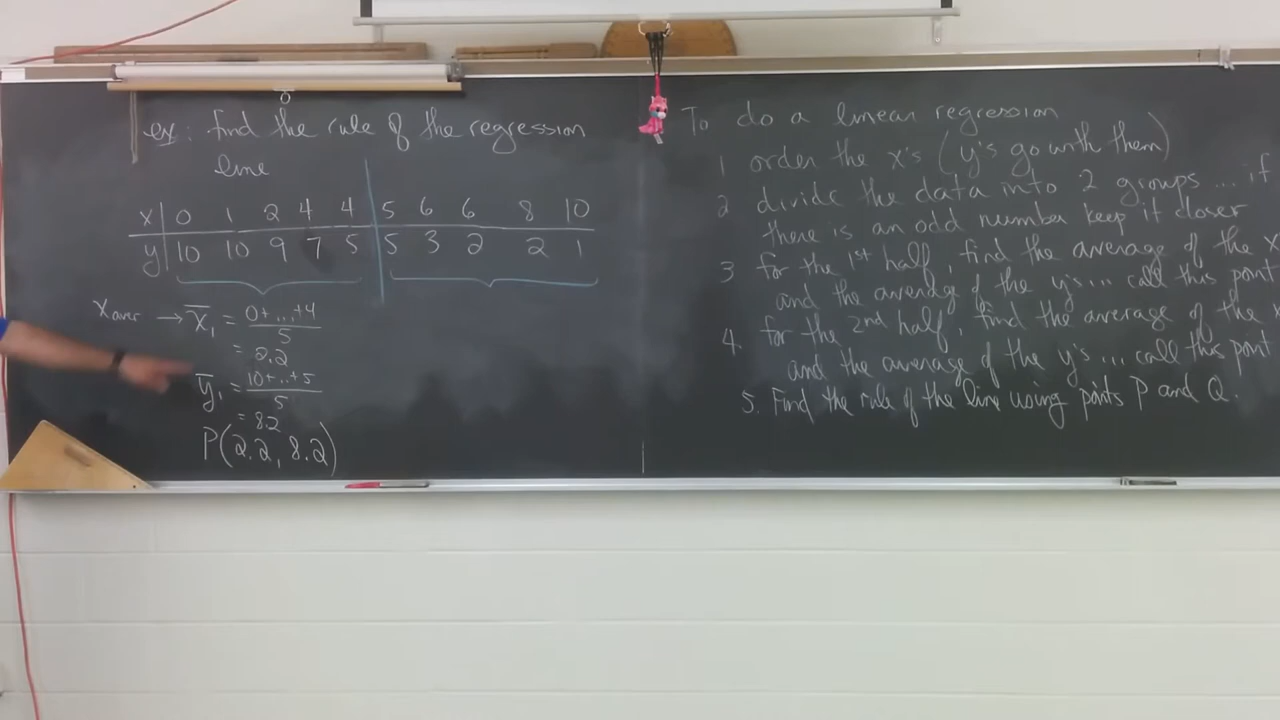 ex: find the rule of the regression
line
x | 0 1 2 4 4 | 5 6 6 8 10
y | 10 10 9 7 5 | 5 3 2 2 1
x aver → x̄₁ = 0+...+4 / 5
= 2.2
ȳ₁ = 10+...+5 / 5
= 8.2
P(2.2, 8.2)
To do a linear regression
1 order the x's (y's go with them)
2 divide the data into 2 groups ... if
there is an odd number keep it closer
3 for the 1st half, find the average of the x
and the average of the y's ... call this point
4. for the 2nd half, find the average of the x
and the average of the y's ... call this point
5. Find the rule of the line using points P and Q.